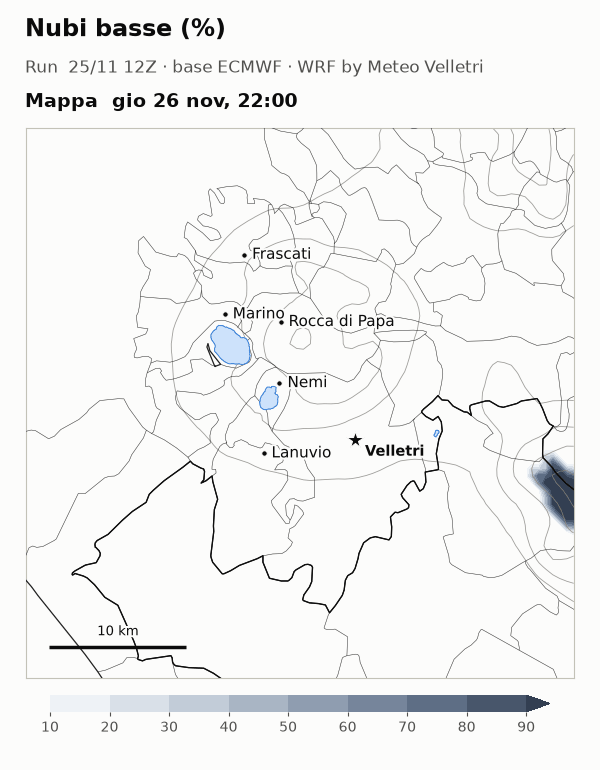 Nubi basse (%)
Run  25/11 12Z · base ECMWF · WRF by Meteo Velletri
Mappa  gio 26 nov, 22:00
Frascati
Marino
Rocca di Papa
Nemi
Velletri
Lanuvio
10 km
10 20 30 40 50 60 70 80 90